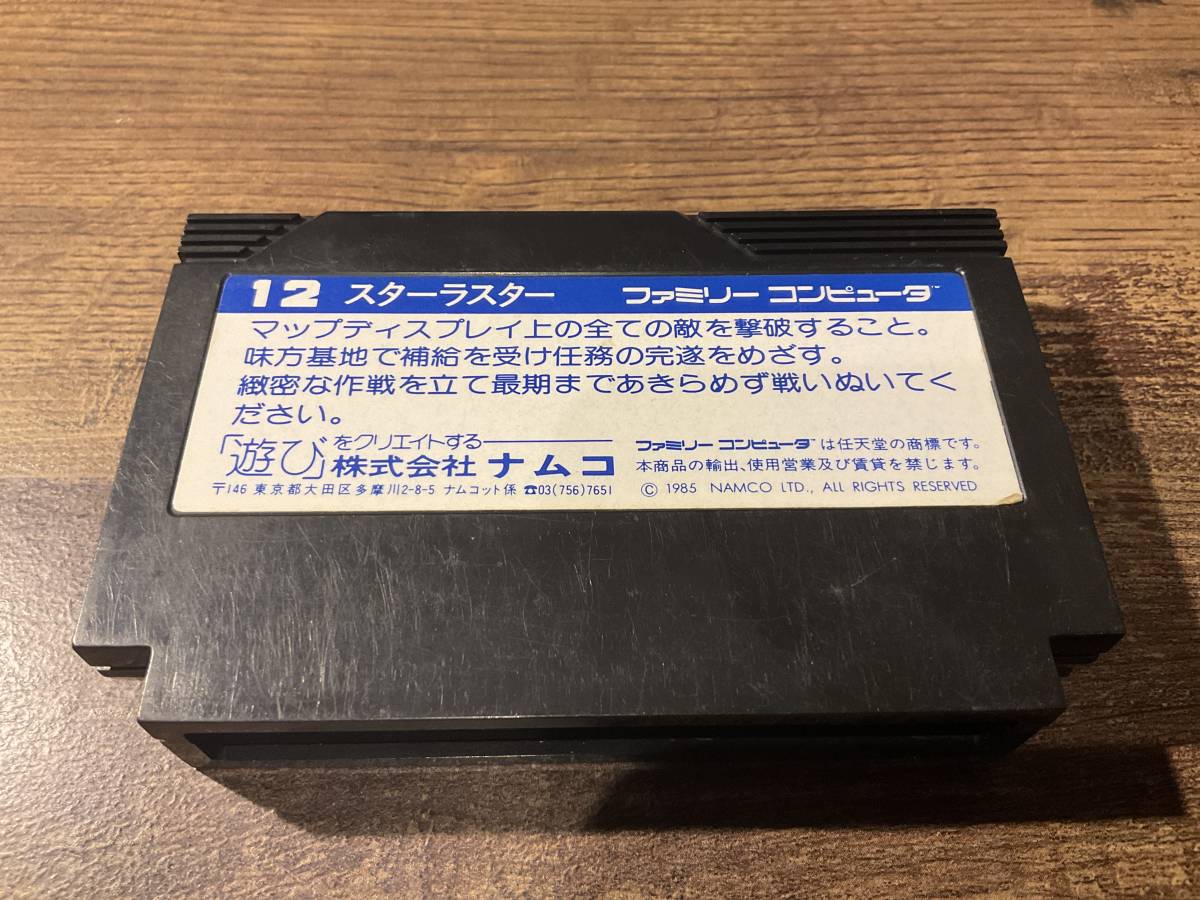 12 スターラスター ファミリー コンピュータ™
マップディスプレイ上の全ての敵を撃破すること。
味方基地で補給を受け任務の完遂をめざす。
緻密な作戦を立て最期まであきらめず戦いぬいてく
ださい。
「遊び」をクリエイトする
株式会社 ナムコ
〒146 東京都大田区多摩川2-8-5 ナムコット係 ☎03(756)7651
ファミリー コンピュータ™は任天堂の商標です。
本商品の輸出、使用営業及び賃貸を禁じます。
© 1985 NAMCO LTD., ALL RIGHTS RESERVED